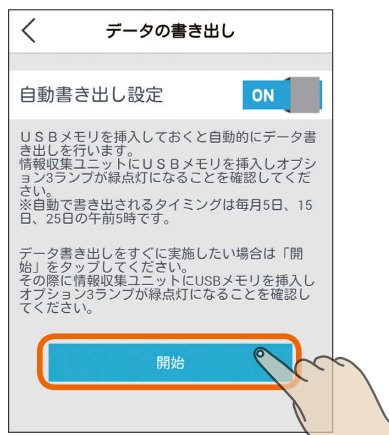 データの書き出し
自動書き出し設定
ON
ＵＳＢメモリを挿入しておくと自動的にデータ書
き出しを行います。
情報収集ユニットにＵＳＢメモリを挿入しオプシ
ョン3ランプが緑点灯になることを確認してくだ
さい。
※自動で書き出されるタイミングは毎月5日、15
日、25日の午前5時です。
データ書き出しをすぐに実施したい場合は「開
始」をタップしてください。
その際に情報収集ユニットにUSBメモリを挿入し
オプション3ランプが緑点灯になることを確認し
てください。
開始